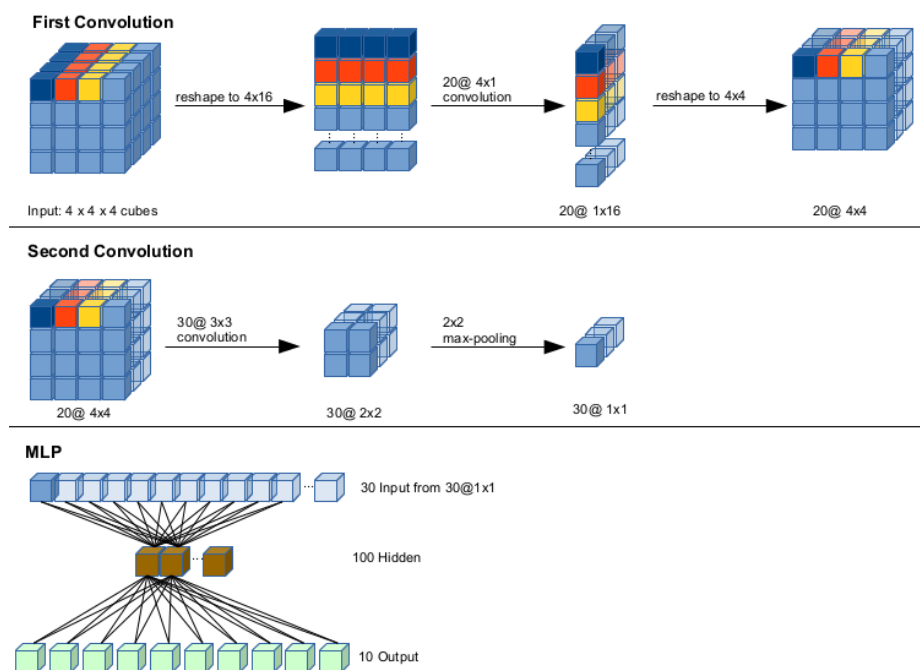 First Convolution
reshape to 4x16
20@ 4x1
convolution
reshape to 4x4
Input: 4 x 4 x 4 cubes
20@ 1x16
20@ 4x4
Second Convolution
30@ 3x3
convolution
2x2
max-pooling
20@ 4x4
30@ 2x2
30@ 1x1
MLP
30 Input from 30@1x1
100 Hidden
10 Output